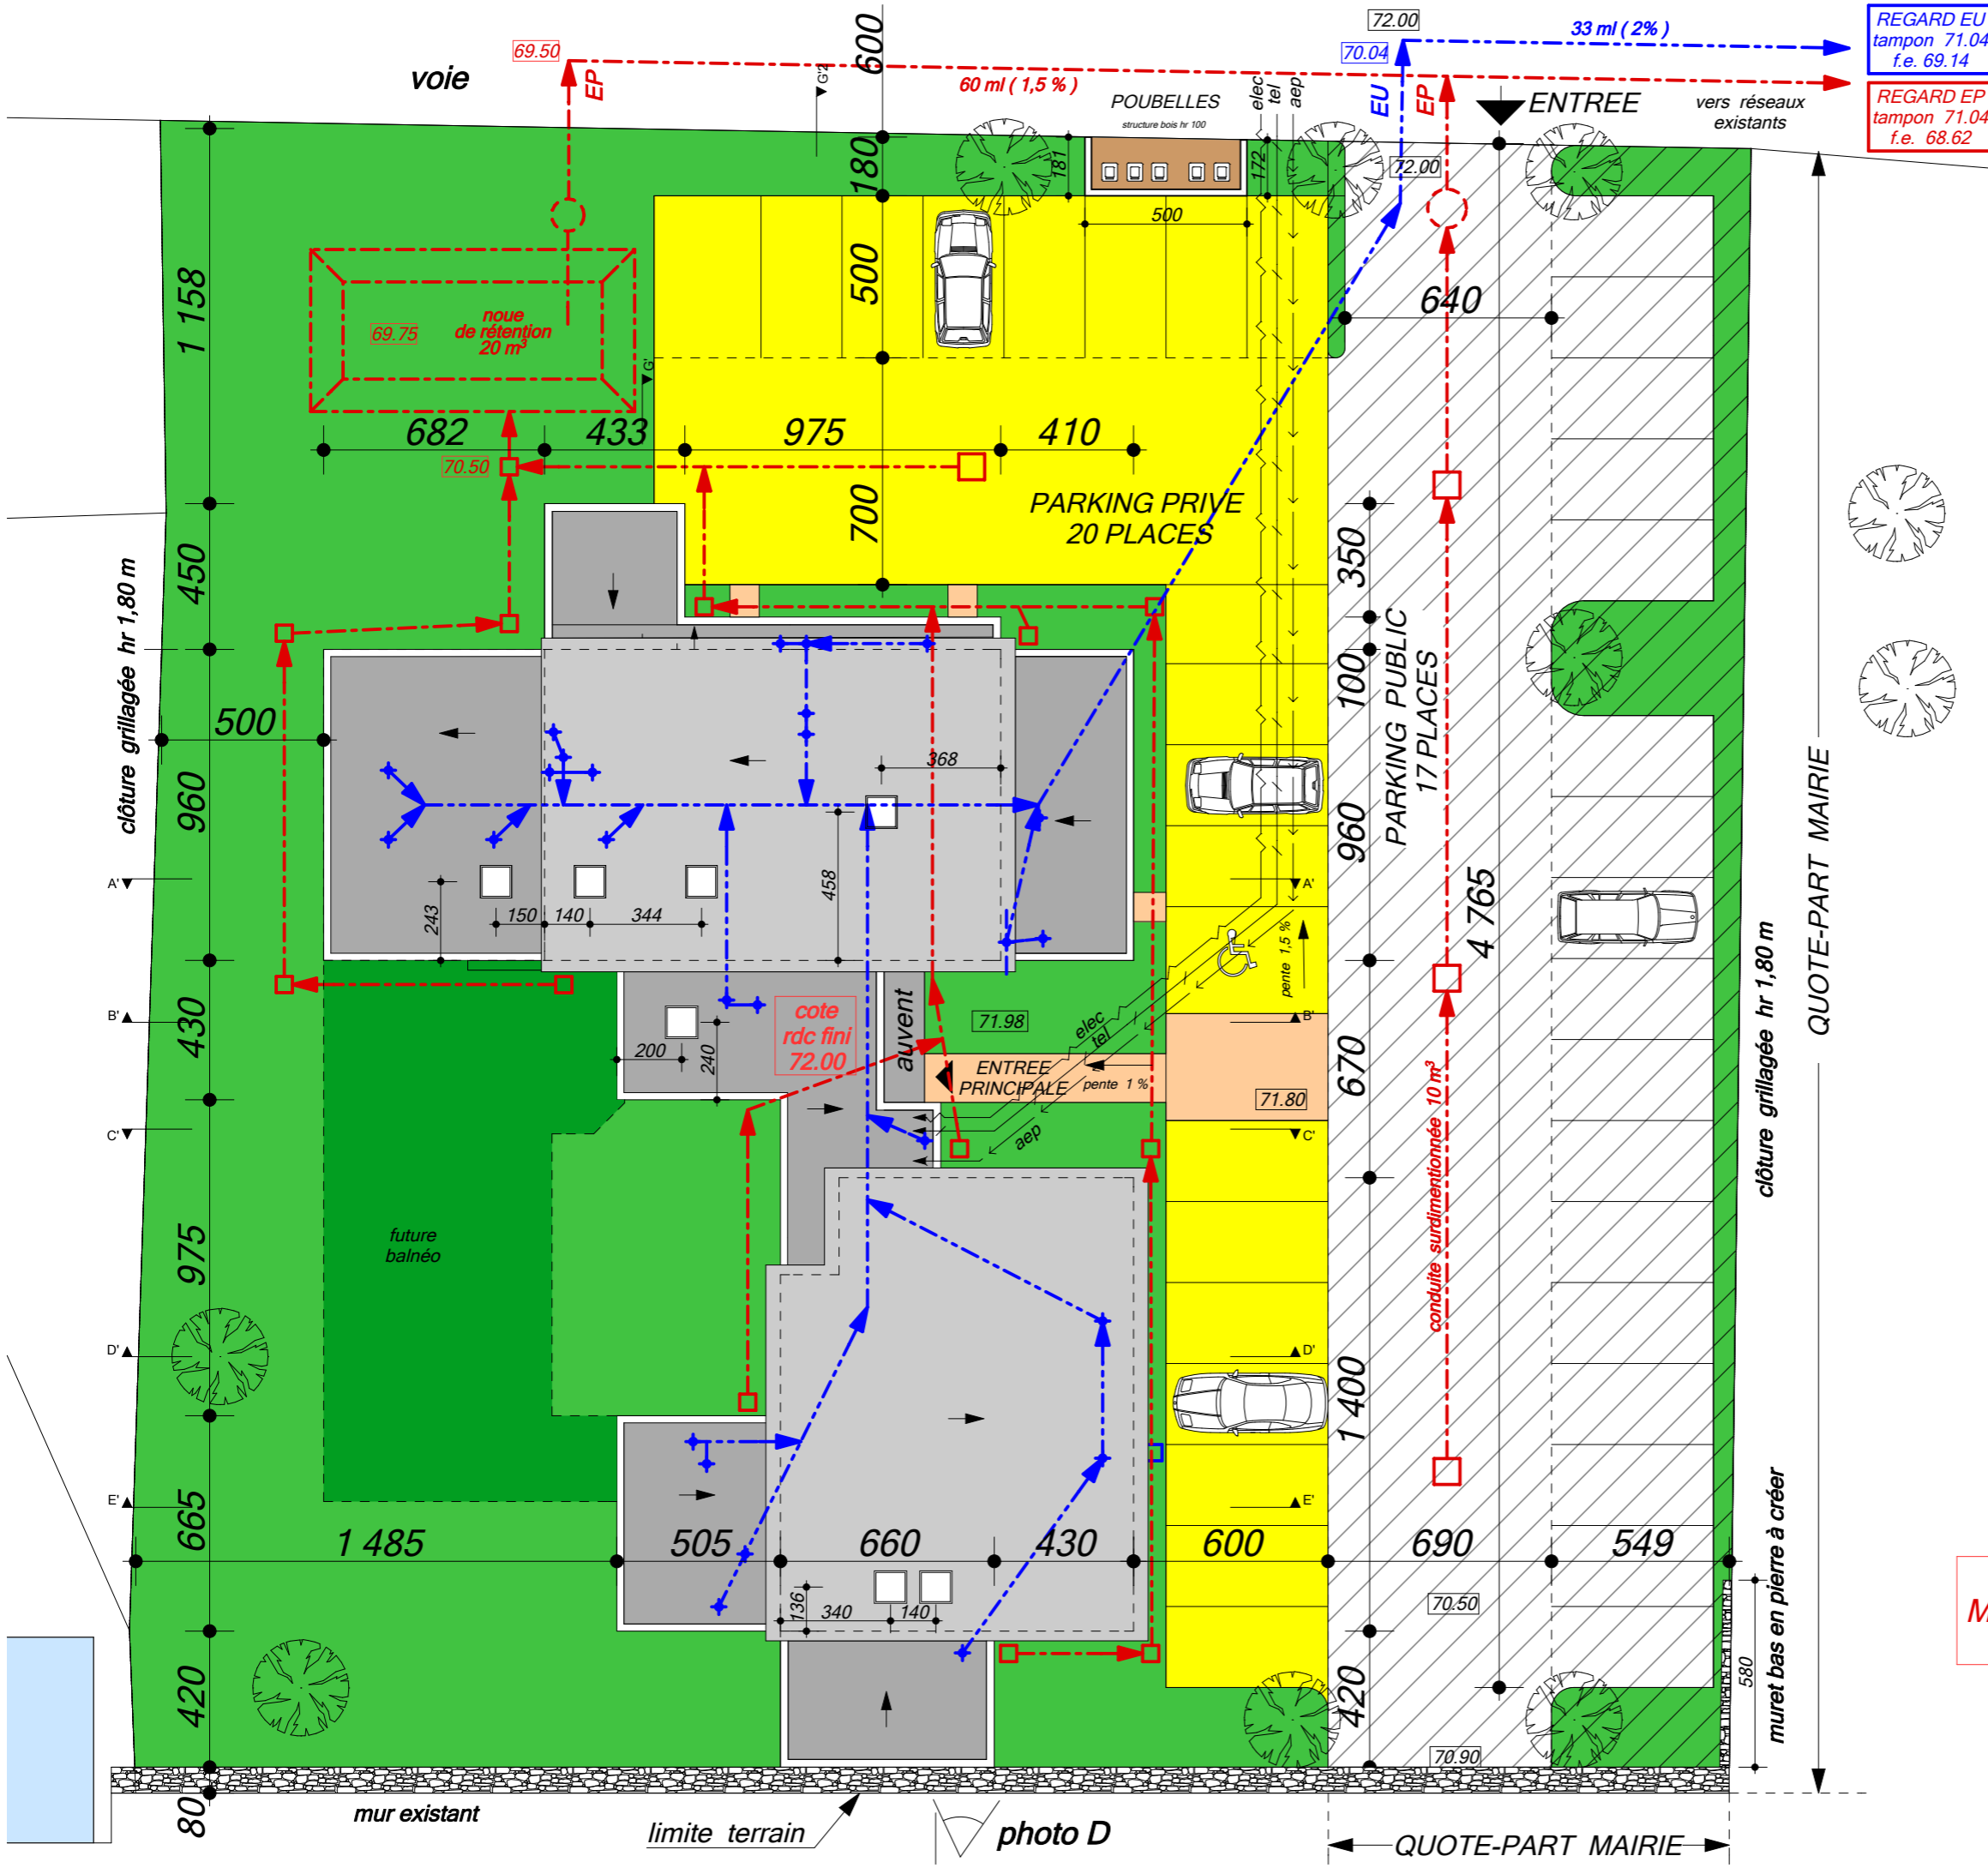 voie
69.50
EP
G'2
600
60 ml ( 1,5 % )
72.00
70.04
33 ml ( 2% )
REGARD EU
tampon 71.04
f.e. 69.14
REGARD EP
tampon 71.04
f.e. 68.62
POUBELLES
structure bois hr 100
elec
tel
aep
EU
EP
ENTREE
vers réseaux
existants
72.00
180
181
172
500
500
1 158
69.75
noue
de rétention
20 m³
G'
640
682
433
975
410
70.50
700
PARKING PRIVE
20 PLACES
450
350
clôture grillagée hr 1,80 m
100
PARKING PUBLIC
17 PLACES
500
368
960
960
QUOTE-PART MAIRIE
458
A'
A'
243
150
140
344
4 765
pente 1,5 %
clôture grillagée hr 1,80 m
430
B'
B'
cote
rdc fini
72.00
auvent
71.98
elec
tel
200
240
ENTREE
PRINCIPALE
pente 1 %
71.80
670
conduite surdimentionnée 10 m³
C'
C'
aep
975
future
balnéo
D'
D'
1 400
E'
E'
665
1 485
505
660
430
600
690
549
136
340
140
70.50
muret bas en pierre à créer
580
M
420
420
70.90
80
mur existant
limite terrain
photo D
QUOTE-PART MAIRIE